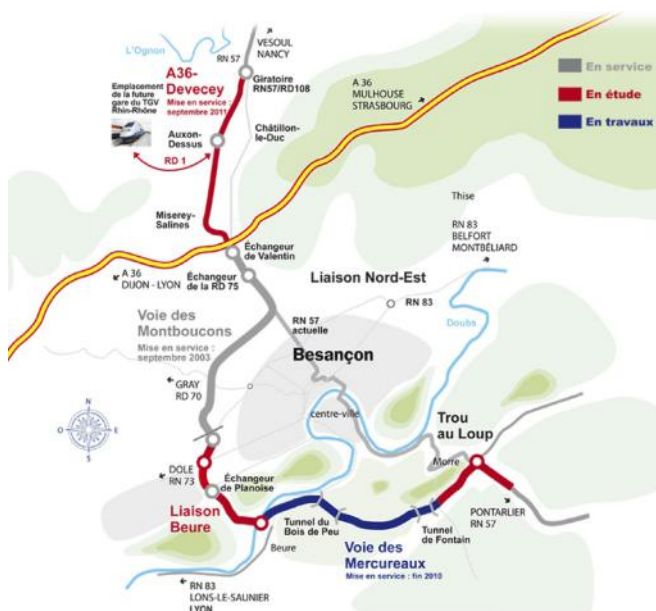 L'Ognon
RN 57
VESOUL
NANCY
A36-
Devecey
Mise en service :
septembre 2011
Giratoire
RN57/RD108
Emplacement
de la future
gare du TGV
Rhin-Rhône
Auxon-
Dessus
RD 1
Châtillon-
le-Duc
A 36
MULHOUSE
STRASBOURG
En service
En étude
En travaux
Miserey-
Salines
Thise
RN 83
BELFORT
MONTBÉLIARD
Échangeur
de Valentin
A 36
DIJON - LYON
Échangeur
de la RD 75
Liaison Nord-Est
RN 83
Voie des
Montboucons
Mise en service :
septembre 2003
RN 57
actuelle
Doubs
Besançon
GRAY
RD 70
centre-ville
N
O
E
S
Trou
au Loup
Morre
DOLE
RN 73
Échangeur
de Planoise
Liaison
Beure
Tunnel du
Bois de Peu
Tunnel
de Fontain
PONTARLIER
RN 57
Beure
Voie des
Mercureaux
Mise en service : fin 2010
RN 83
LONS-LE-SAUNIER
LYON